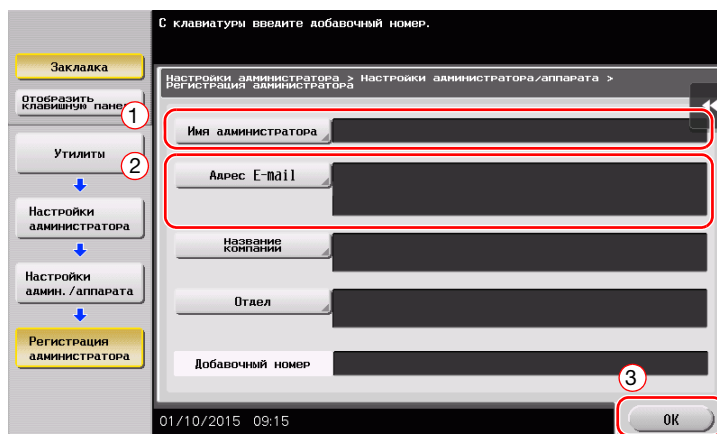 С клавиатуры введите добавочный номер.
Закладка
Отобразить
клавишную пане
1
Утилиты
2
Настройки
администратора
Настройки
админ./аппарата
Регистрация
администратора
Настройки администратора > Настройки администратора/аппарата >
Регистрация администратора
Имя администратора
Адрес E-mail
Название
компании
Отдел
Добавочный номер
3
01/10/2015 09:15
OK